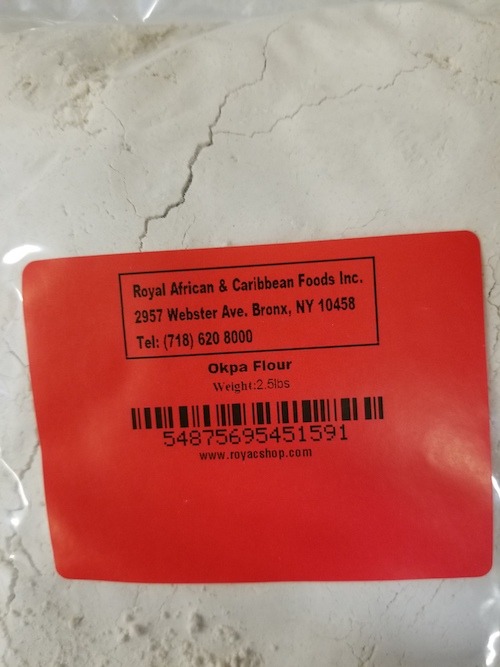 Royal African & Caribbean Foods Inc.
2957 Webster Ave. Bronx, NY 10458
Tel: (718) 620 8000
Okpa Flour
Weight:2.5lbs
54875695451591
www.royacshop.com